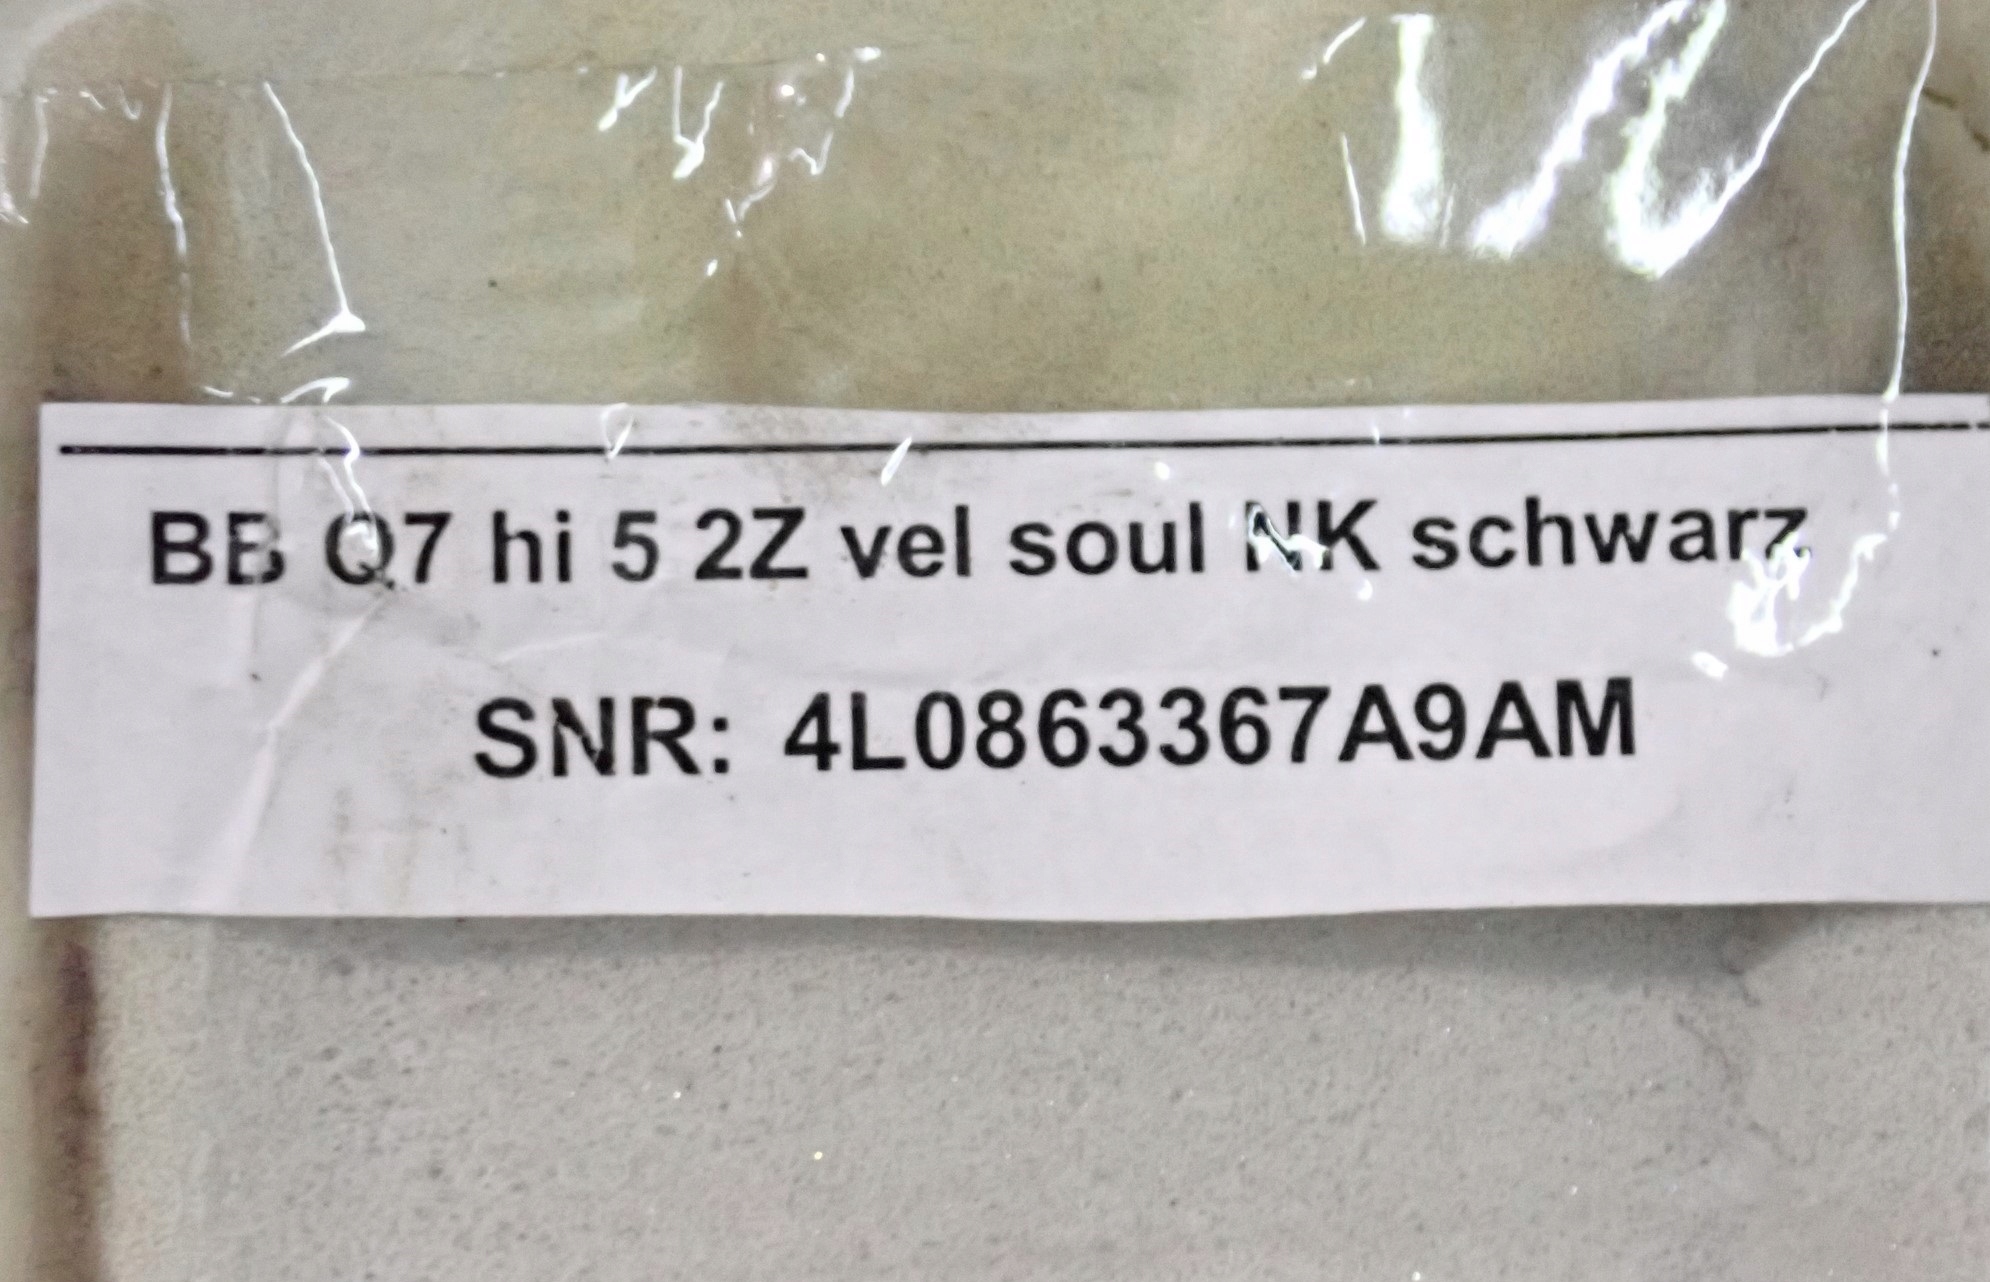 BB Q7 hi 5 2Z vel soul NK schwarz
SNR: 4L0863367A9AM